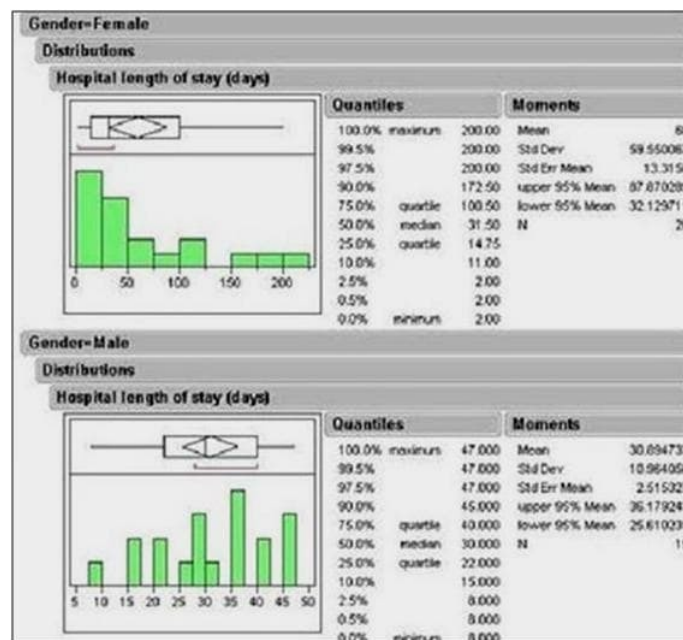 Gender=Female
Distributions
Hospital length of stay (days)
0 50 100 150 200
Quantiles
100.0% maximum 200.00
99.5% 200.00
97.5% 200.00
90.0% 172.50
75.0% quartile 100.50
50.0% median 31.50
25.0% quartile 14.75
10.0% 11.00
2.5% 2.00
0.5% 2.00
0.0% minimum 2.00
Moments
Mean 6
Std Dev 59.55006
Std Err Mean 13.315
upper 95% Mean 87.87028
lower 95% Mean 32.12971
N 2
Gender=Male
Distributions
Hospital length of stay (days)
5 10 15 20 25 30 35 40 45 50
Quantiles
100.0% maximum 47.000
99.5% 47.000
97.5% 47.000
90.0% 45.000
75.0% quartile 40.000
50.0% median 30.000
25.0% quartile 22.000
10.0% 15.000
2.5% 8.000
0.5% 8.000
0.0% minimum 8.000
Moments
Mean 30.89473
Std Dev 10.96405
Std Err Mean 2.51532
upper 95% Mean 36.17924
lower 95% Mean 25.61023
N 1